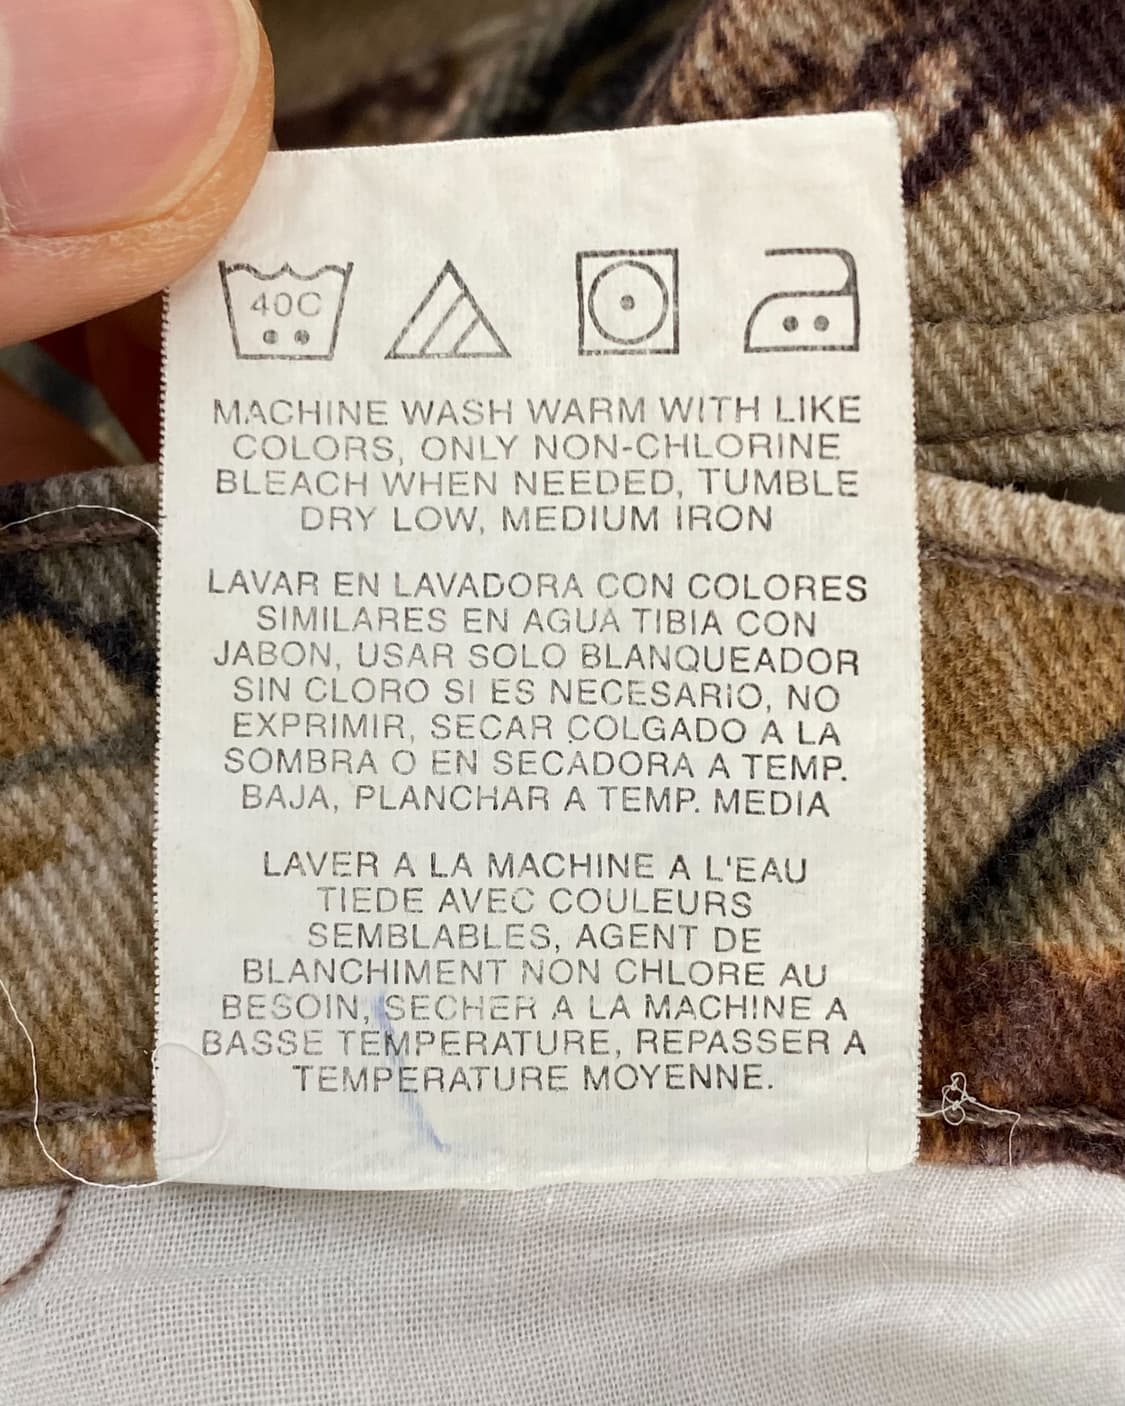 40C
MACHINE WASH WARM WITH LIKE
COLORS, ONLY NON-CHLORINE
BLEACH WHEN NEEDED, TUMBLE
DRY LOW, MEDIUM IRON
LAVAR EN LAVADORA CON COLORES
SIMILARES EN AGUA TIBIA CON
JABON, USAR SOLO BLANQUEADOR
SIN CLORO SI ES NECESARIO, NO
EXPRIMIR, SECAR COLGADO A LA
SOMBRA O EN SECADORA A TEMP.
BAJA, PLANCHAR A TEMP. MEDIA
LAVER A LA MACHINE A L'EAU
TIEDE AVEC COULEURS
SEMBLABLES, AGENT DE
BLANCHIMENT NON CHLORE AU
BESOIN, SECHER A LA MACHINE A
BASSE TEMPERATURE, REPASSER A
TEMPERATURE MOYENNE.